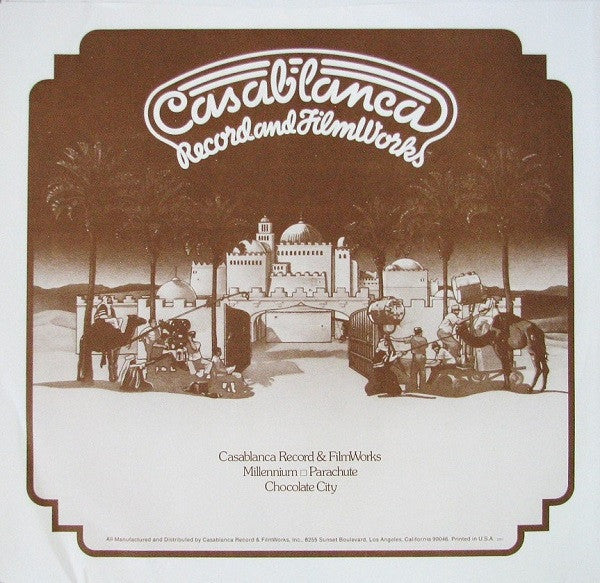 Casablanca
Record and FilmWorks
Casablanca Record & FilmWorks
Millennium □ Parachute
Chocolate City
All Manufactured and Distributed by Casablanca Record & FilmWorks, Inc., 8255 Sunset Boulevard, Los Angeles, California 90046. Printed in U.S.A.